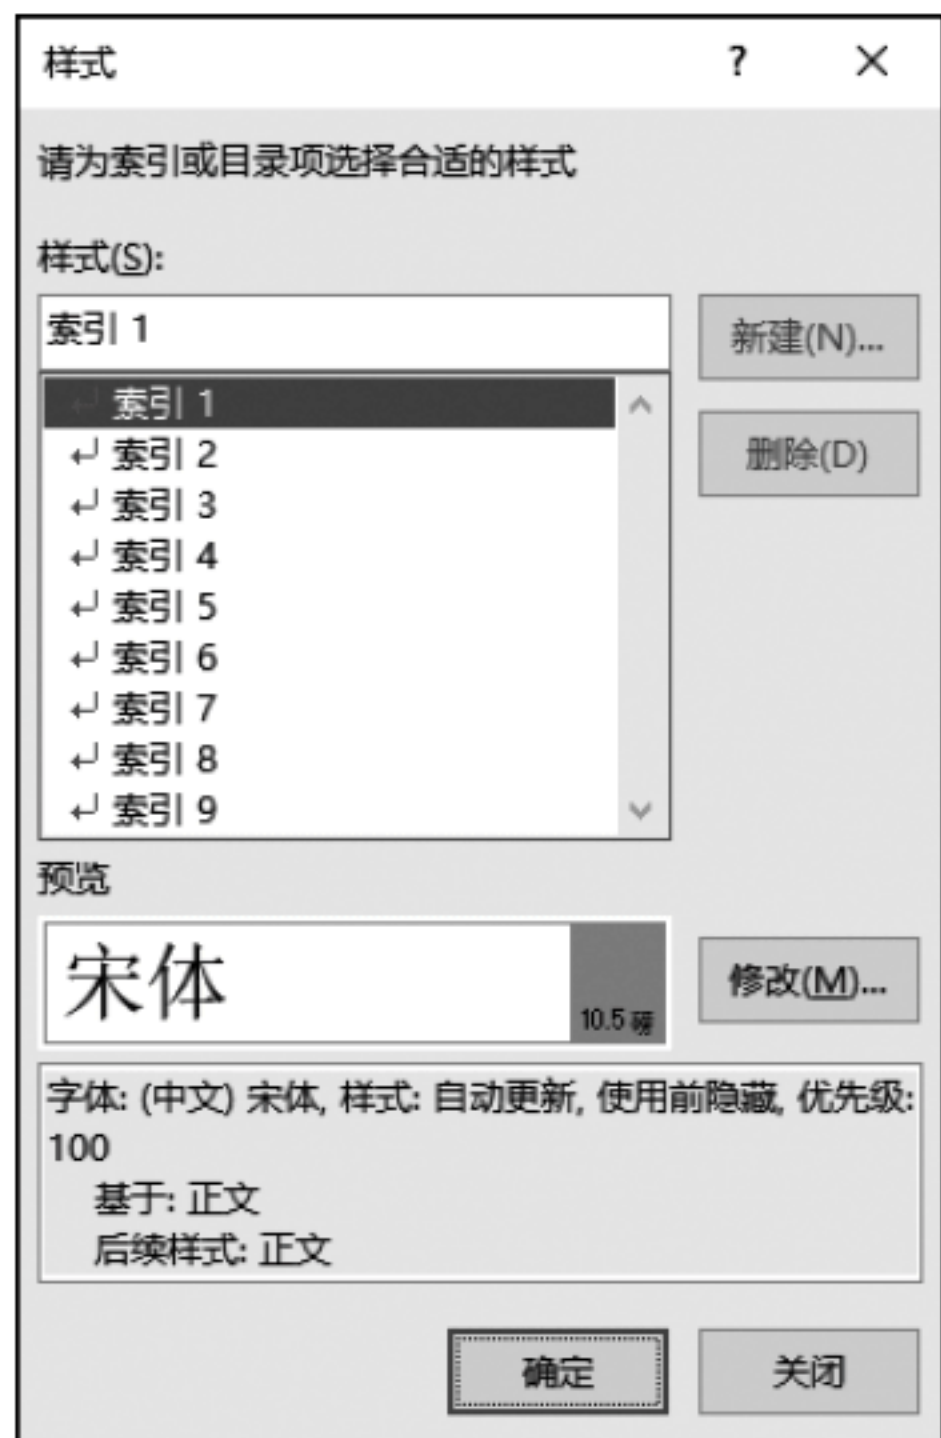 样式 ? ×
请为索引或目录项选择合适的样式
样式(S):
索引 1
新建(N)...
↵ 索引 1
删除(D)
↵ 索引 2
↵ 索引 3
↵ 索引 4
↵ 索引 5
↵ 索引 6
↵ 索引 7
↵ 索引 8
↵ 索引 9
预览
宋体
10.5 磅
修改(M)...
字体: (中文) 宋体, 样式: 自动更新, 使用前隐藏, 优先级:
100
基于: 正文
后续样式: 正文
确定
关闭